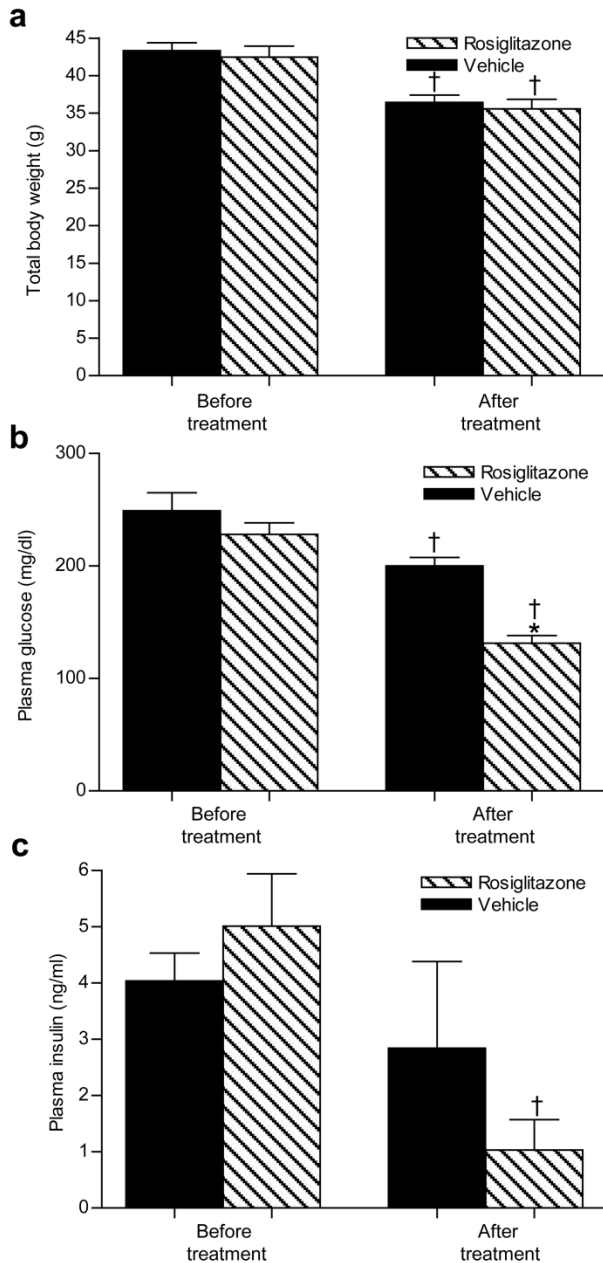 a
Total body weight (g)
45
40
35
30
25
20
15
10
5
0
Rosiglitazone
Vehicle
†
†
Before
treatment
After
treatment
b
Plasma glucose (mg/dl)
300
200
100
0
Rosiglitazone
Vehicle
†
†
*
Before
treatment
After
treatment
c
Plasma insulin (ng/ml)
6
5
4
3
2
1
0
Rosiglitazone
Vehicle
†
Before
treatment
After
treatment